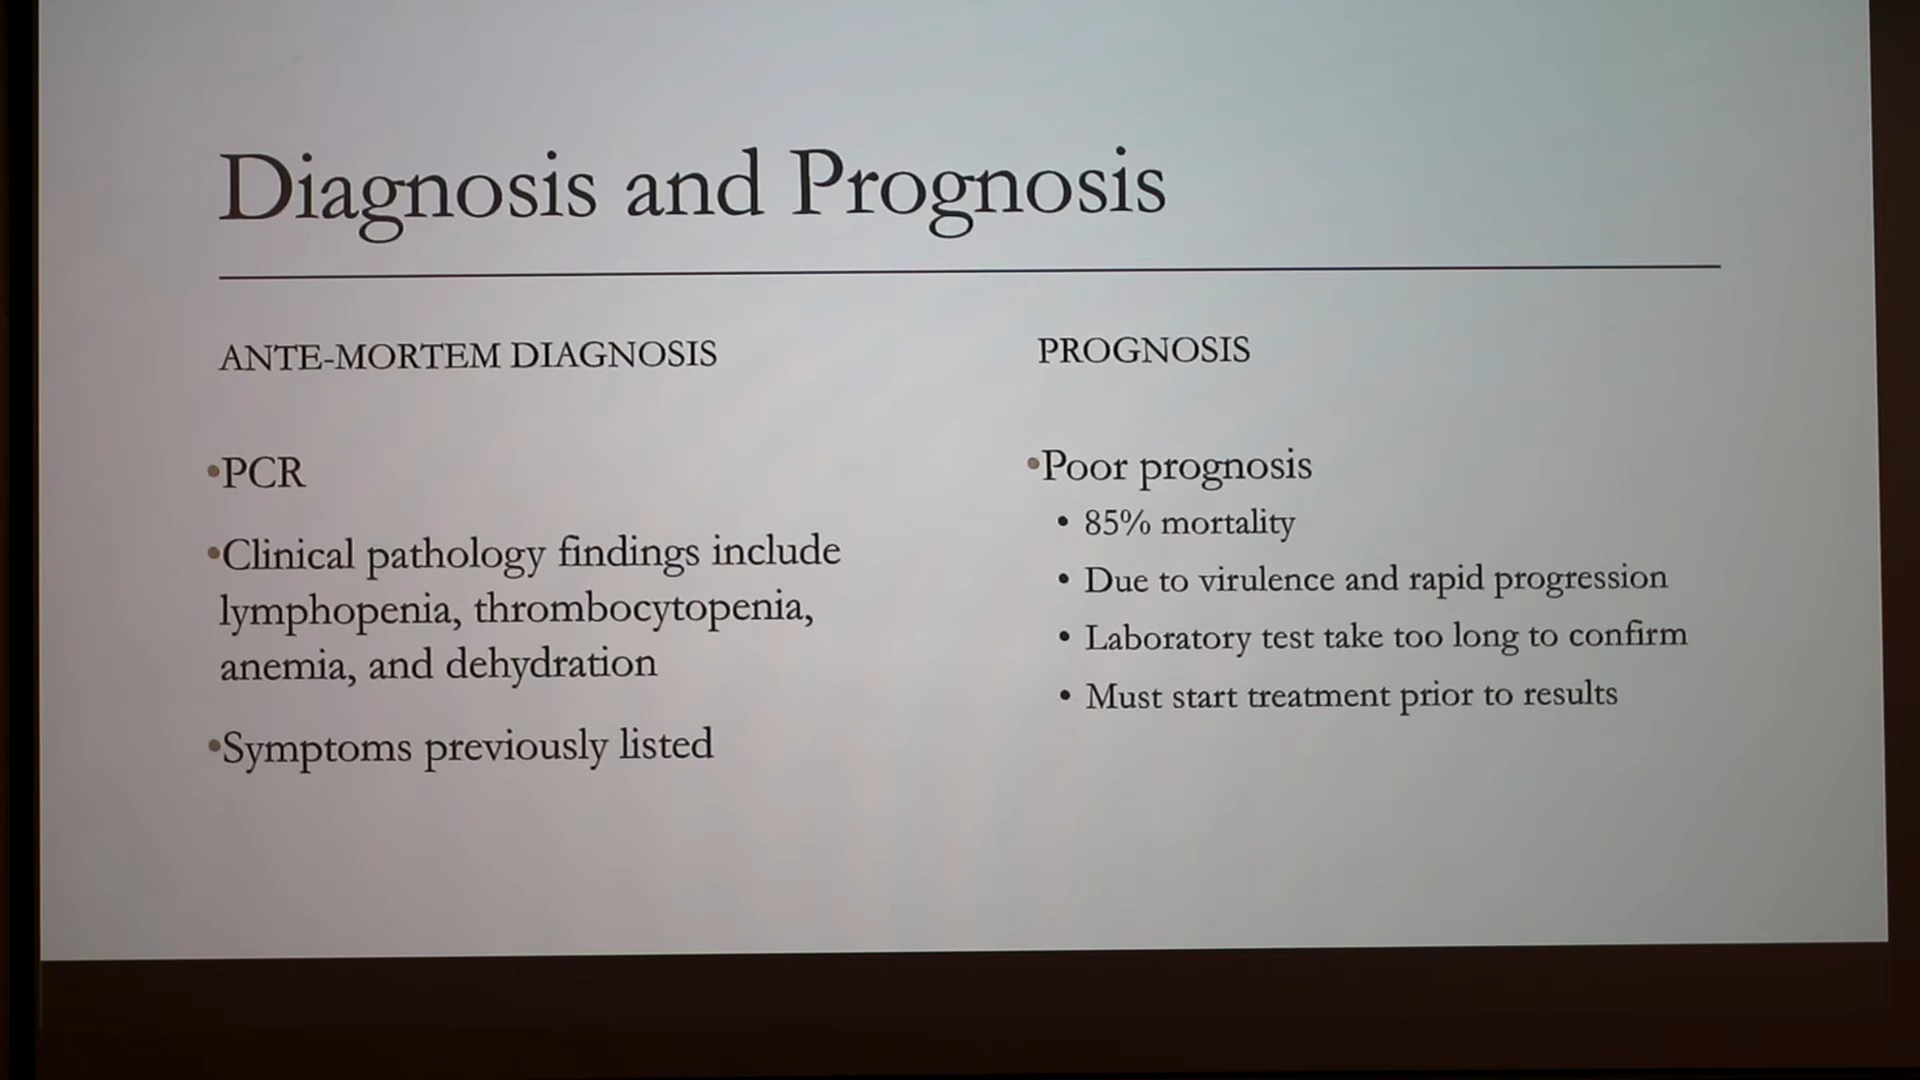 Diagnosis and Prognosis
ANTE-MORTEM DIAGNOSIS
•PCR
•Clinical pathology findings include
lymphopenia, thrombocytopenia,
anemia, and dehydration
•Symptoms previously listed
PROGNOSIS
•Poor prognosis
• 85% mortality
• Due to virulence and rapid progression
• Laboratory test take too long to confirm
• Must start treatment prior to results